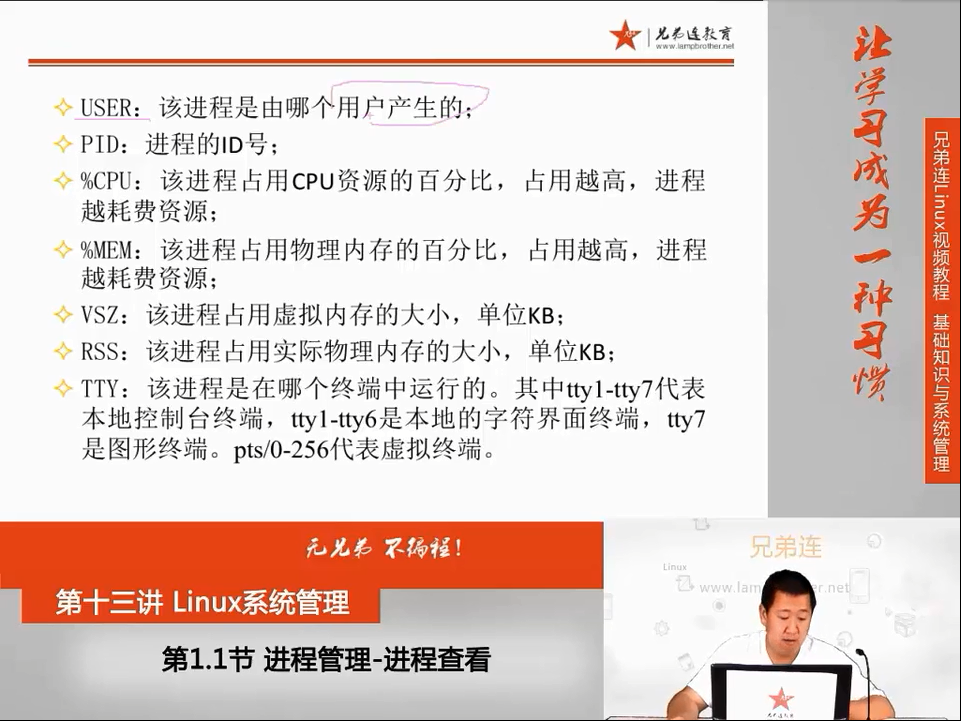 兄弟连教育
www.lampbrother.net
USER：该进程是由哪个用户产生的；
PID：进程的ID号；
%CPU：该进程占用CPU资源的百分比，占用越高，进程
越耗费资源；
%MEM：该进程占用物理内存的百分比，占用越高，进程
越耗费资源；
VSZ：该进程占用虚拟内存的大小，单位KB；
RSS：该进程占用实际物理内存的大小，单位KB；
TTY：该进程是在哪个终端中运行的。其中tty1-tty7代表
本地控制台终端，tty1-tty6是本地的字符界面终端，tty7
是图形终端。pts/0-256代表虚拟终端。
让学习成为一种习惯
兄弟连Linux视频教程 基础知识与系统管理
无兄弟 不编程！
第十三讲 Linux系统管理
第1.1节 进程管理-进程查看
兄弟连
Linux
www.lampbrother.net